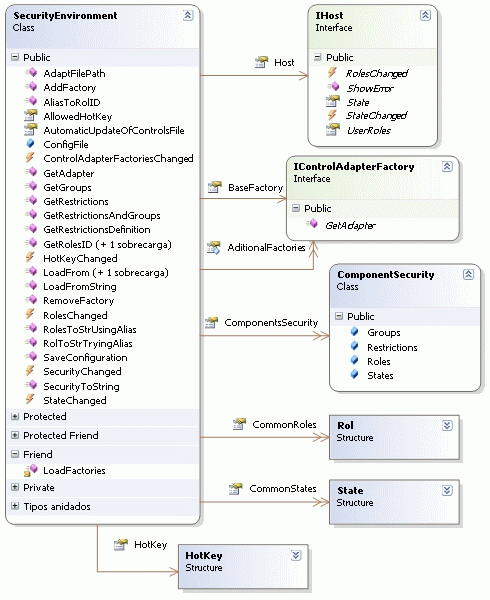 SecurityEnvironment
Class
Public
AdaptFilePath
AddFactory
AliasToRolID
AllowedHotKey
AutomaticUpdateOfControlsFile
ConfigFile
ControlAdapterFactoriesChanged
GetAdapter
GetGroups
GetRestrictions
GetRestrictionsAndGroups
GetRestrictionsDefinition
GetRolesID (+ 1 sobrecarga)
HotKeyChanged
LoadFrom (+ 1 sobrecarga)
LoadFromString
RemoveFactory
RolesChanged
RolesToStrUsingAlias
RolToStrTryingAlias
SaveConfiguration
SecurityChanged
SecurityToString
StateChanged
Protected
Protected Friend
Friend
LoadFactories
Private
Tipos anidados
Host
IHost
Interface
Public
RolesChanged
ShowError
State
StateChanged
UserRoles
BaseFactory
AditionalFactories
IControlAdapterFactory
Interface
Public
GetAdapter
ComponentsSecurity
ComponentSecurity
Class
Public
Groups
Restrictions
Roles
States
CommonRoles
Rol
Structure
CommonStates
State
Structure
HotKey
HotKey
Structure